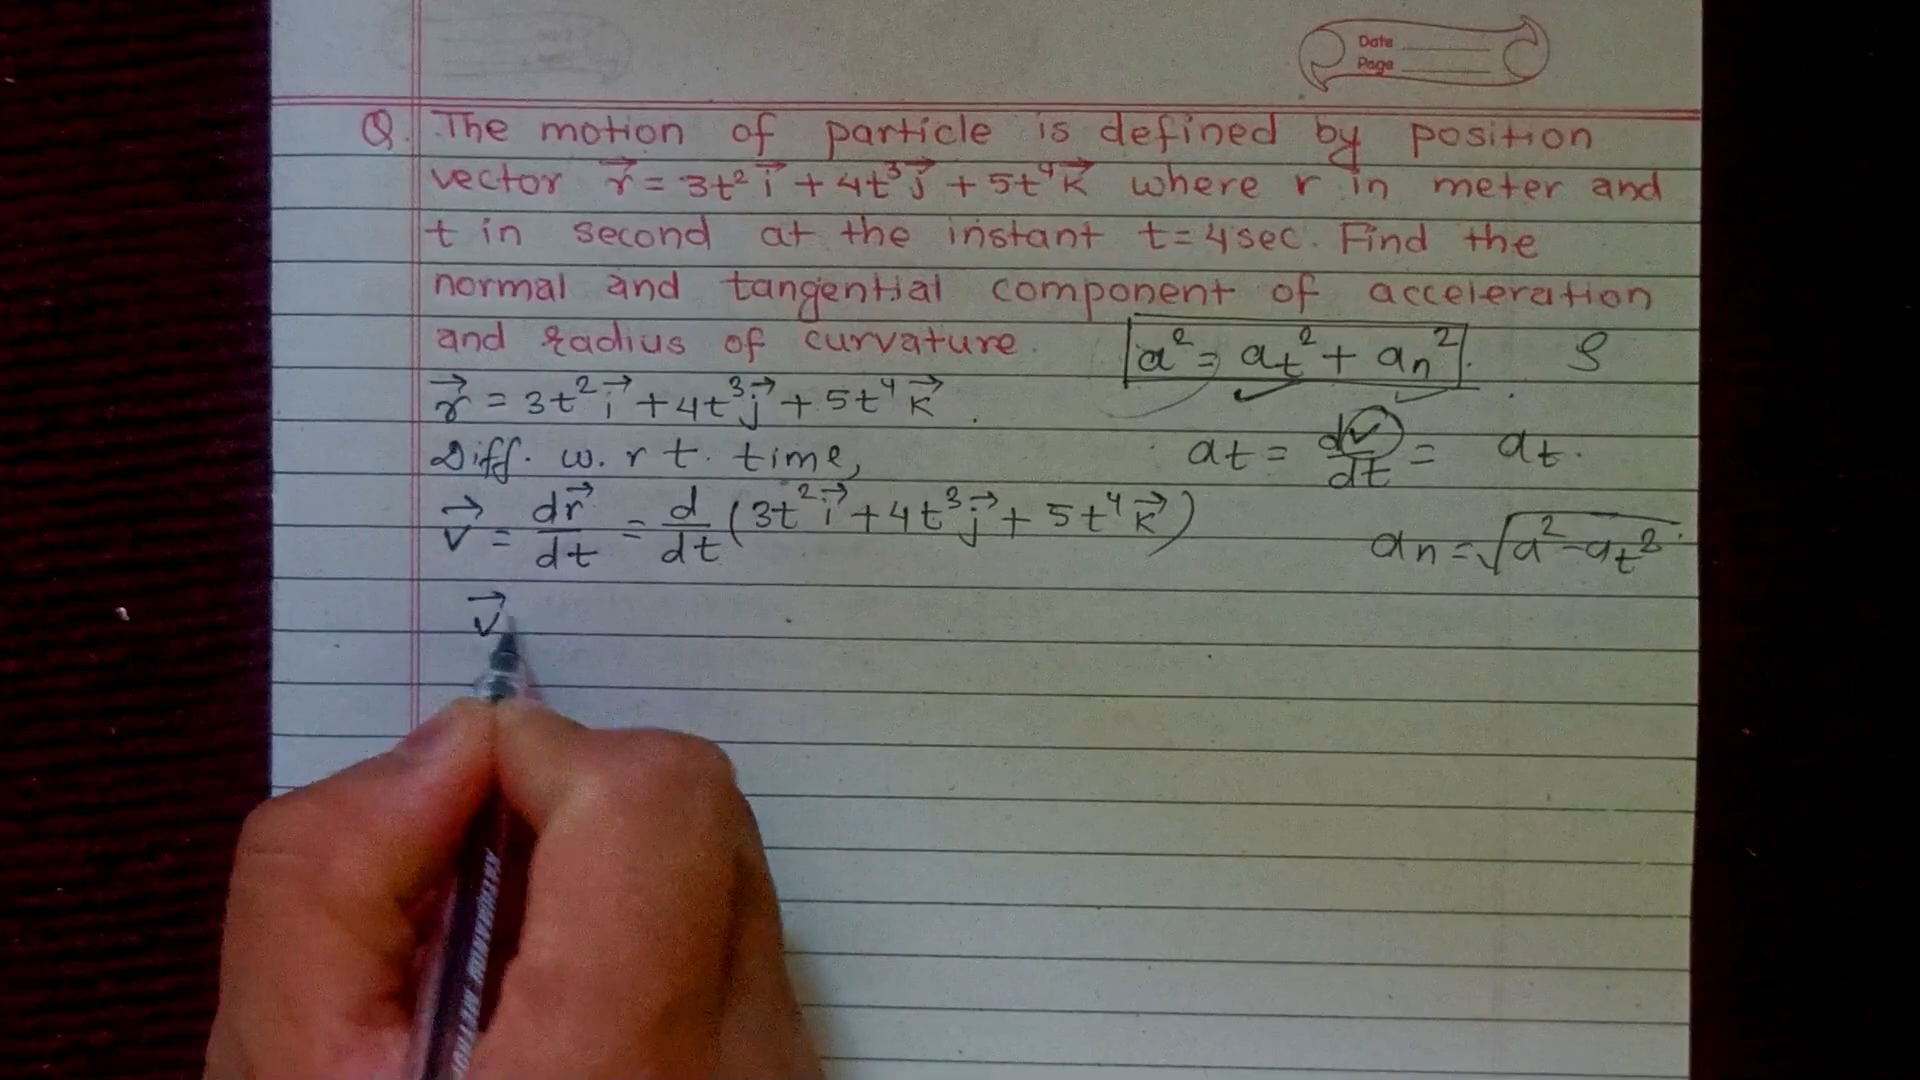 Date
Page
Q. The motion of particle is defined by position
vector r⃗ = 3t² i⃗ + 4t³ j⃗ + 5t⁴ k⃗ where r in meter and
t in second at the instant t = 4 sec. Find the
normal and tangential component of acceleration
and radius of curvature.
a² = at² + an².
ρ
r⃗ = 3t² i⃗ + 4t³ j⃗ + 5t⁴ k⃗.
Diff. w. r t. time,
at = dv/dt = at.
v⃗ = dr⃗/dt = d/dt (3t² i⃗ + 4t³ j⃗ + 5t⁴ k⃗)
an = √(a² - at²).
v⃗